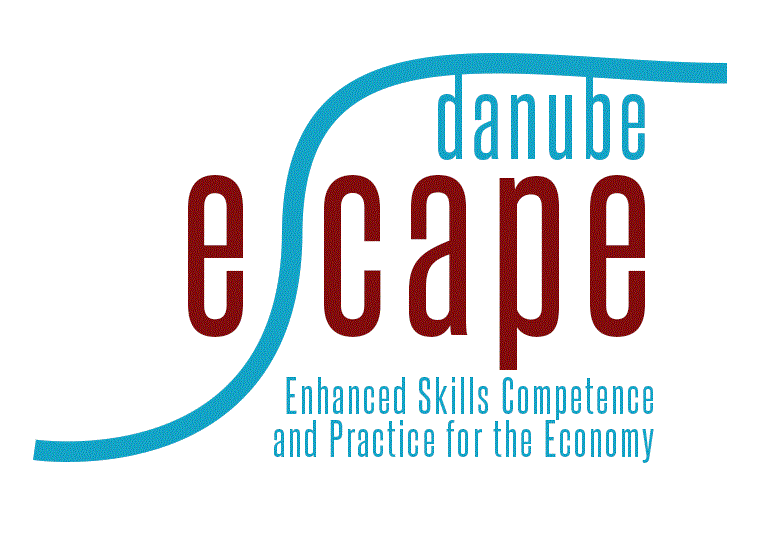 danube
escape
Enhanced Skills Competence
and Practice for the Economy